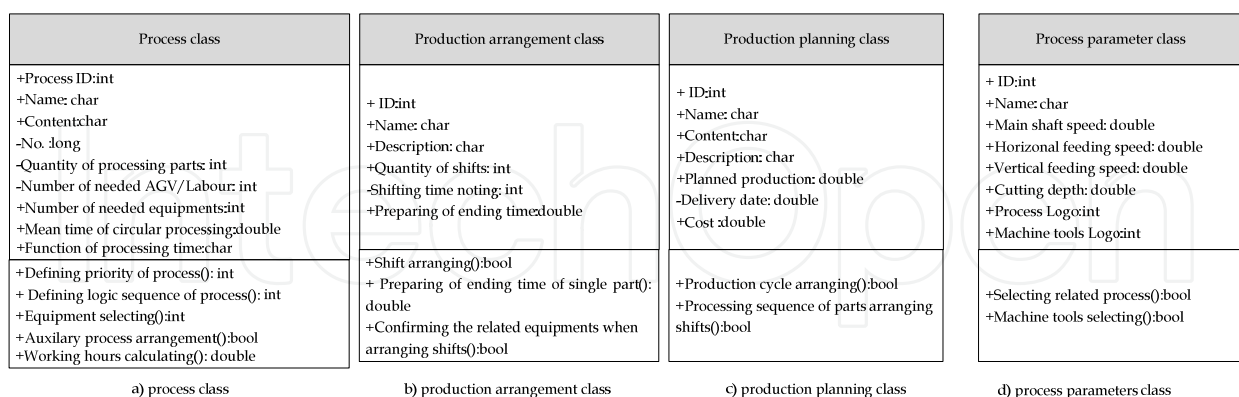 Process class
+Process ID:int
+Name: char
+Content:char
-No. :long
-Quantity of processing parts: int
-Number of needed AGV/Labour: int
+Number of needed equipments:int
+Mean time of circular processing:double
+Function of processing time:char
+Defining priority of process(): int
+ Defining logic sequence of process(): int
+Equipment selecting():int
+Auxilary process arrangement():bool
+Working hours calculating(): double
a) process class
Production arrangement class
+ ID:int
+Name: char
+Description: char
+Quantity of shifts: int
-Shifting time noting: int
+Preparing of ending time:double
+Shift arranging():bool
+ Preparing of ending time of single part():
double
+Confirming the related equipments when
arranging shifts():bool
b) production arrangement class
Production planning class
+ ID:int
+Name: char
+Content:char
+Description: char
+Planned production: double
-Delivery date: double
+Cost :double
+Production cycle arranging():bool
+Processing sequence of parts arranging
shifts():bool
c) production planning class
Process parameter class
+ ID:int
+Name: char
+Main shaft speed: double
+Horizonal feeding speed: double
+Vertical feeding speed: double
+Cutting depth: double
+Process Logo:int
+Machine tools Logo:int
+Selecting related process():bool
+Machine tools selecting():bool
d) process parameters class
IntechOpen